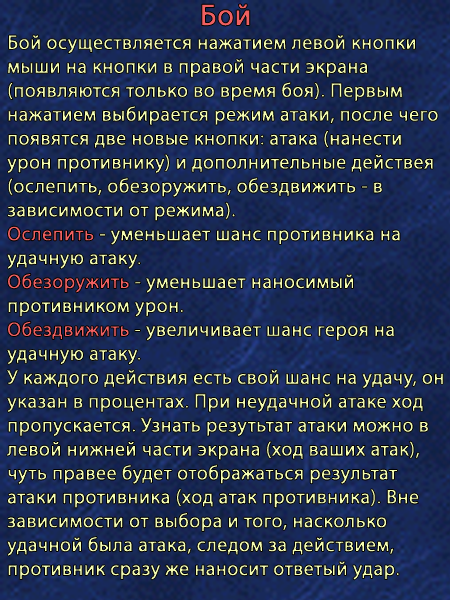 Бой
Бой осуществляется нажатием левой кнопки
мыши на кнопки в правой части экрана
(появляются только во время боя). Первым
нажатием выбирается режим атаки, после чего
появятся две новые кнопки: атака (нанести
урон противнику) и дополнительные действея
(ослепить, обезоружить, обездвижить - в
зависимости от режима).
Ослепить - уменьшает шанс противника на
удачную атаку.
Обезоружить - уменьшает наносимый
противником урон.
Обездвижить - увеличивает шанс героя на
удачную атаку.
У каждого действия есть свой шанс на удачу, он
указан в процентах. При неудачной атаке ход
пропускается. Узнать резутьтат атаки можно в
левой нижней части экрана (ход ваших атак),
чуть правее будет отображаться результат
атаки противника (ход атак противника). Вне
зависимости от выбора и того, насколько
удачной была атака, следом за действием,
противник сразу же наносит ответый удар.